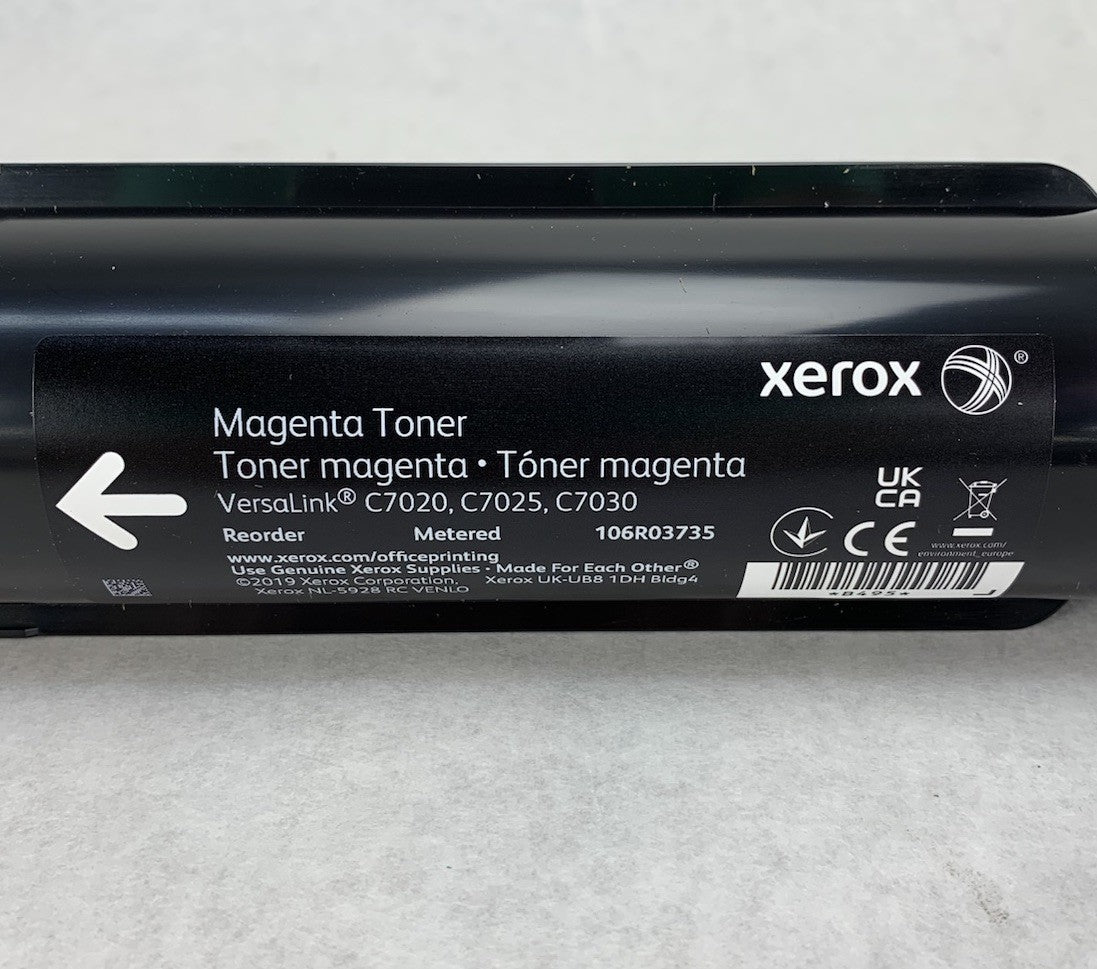 xerox ®
Magenta Toner
Toner magenta • Tóner magenta
VersaLink® C7020, C7025, C7030
Reorder Metered 106R03735
www.xerox.com/officeprinting
Use Genuine Xerox Supplies • Made For Each Other®
©2019 Xerox Corporation. Xerox UK-UB8 1DH Bldg4
Xerox NL-5928 RC VENLO
UK
CA
CE
www.xerox.com/
environment_europe
*B495*